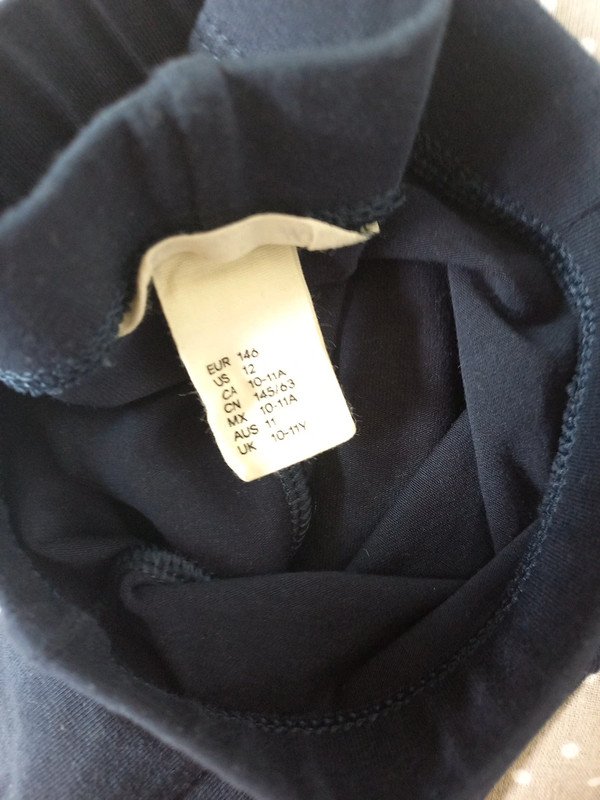 EUR 146
US 12
CA 10-11A
CN 145/63
MX 10-11A
AUS 11
UK 10-11Y